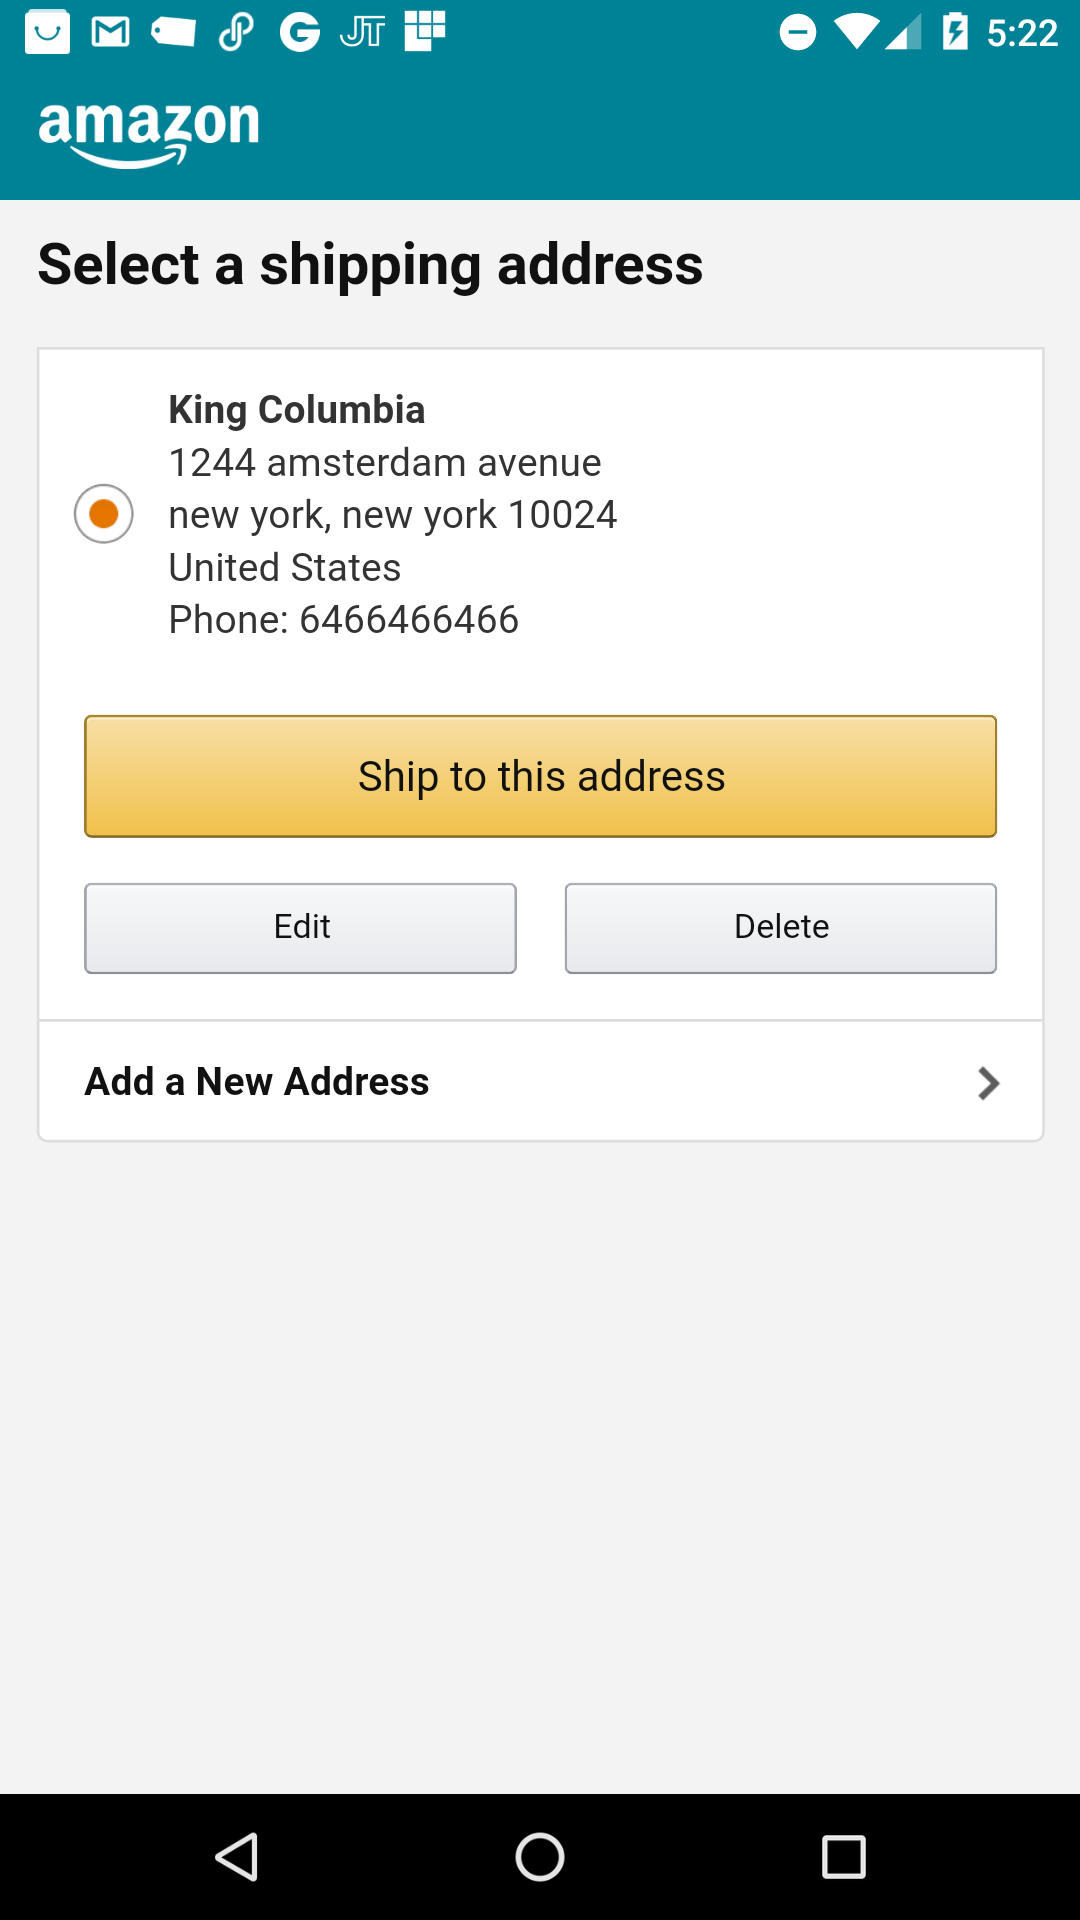 5:22
amazon
Select a shipping address
King Columbia
1244 amsterdam avenue
new york, new york 10024
United States
Phone: 6466466466
Ship to this address
Edit
Delete
Add a New Address